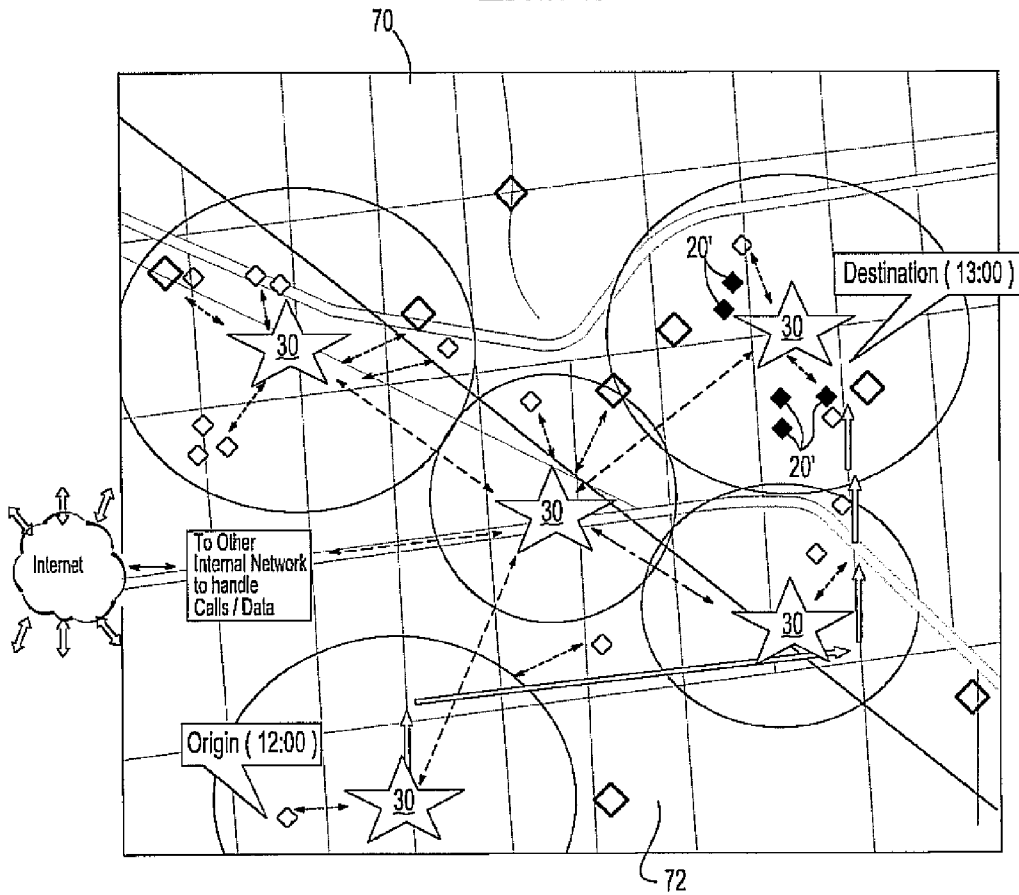 70
20'
Destination ( 13:00 )
30
30
20'
30
Internet
To Other
Internal Network
to handle
Calls / Data
30
Origin ( 12:00 )
30
72